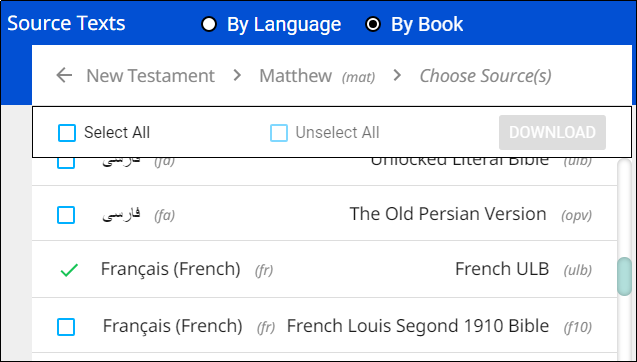 Source Texts By Language By Book
New Testament Matthew (mat) Choose Source(s)
Select All Unselect All DOWNLOAD
فارسی (fa) Unlocked Literal Bible (ulb)
فارسی (fa) The Old Persian Version (opv)
Français (French) (fr) French ULB (ulb)
Français (French) (fr) French Louis Segond 1910 Bible (f10)